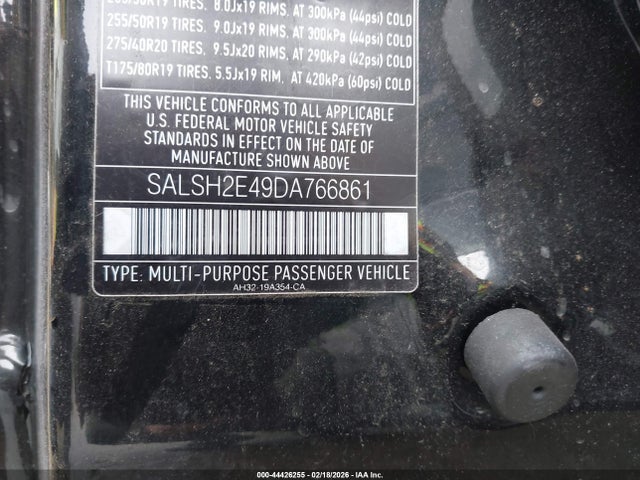 255/50R19 TIRES. 9.0Jx19 RIMS. AT 300kPa (44psi) COLD
275/40R20 TIRES. 9.5Jx20 RIMS. AT 290kPa (42psi) COLD
T175/80R19 TIRES. 5.5Jx19 RIM. AT 420kPa (60psi) COLD
THIS VEHICLE CONFORMS TO ALL APPLICABLE
U.S. FEDERAL MOTOR VEHICLE SAFETY
STANDARDS IN EFFECT ON THE DATE OF
MANUFACTURE SHOWN ABOVE
SALSH2E49DA766861
TYPE: MULTI-PURPOSE PASSENGER VEHICLE
AH32-19A354-CA
000-44426255 - 02/18/2026 - IAA Inc.